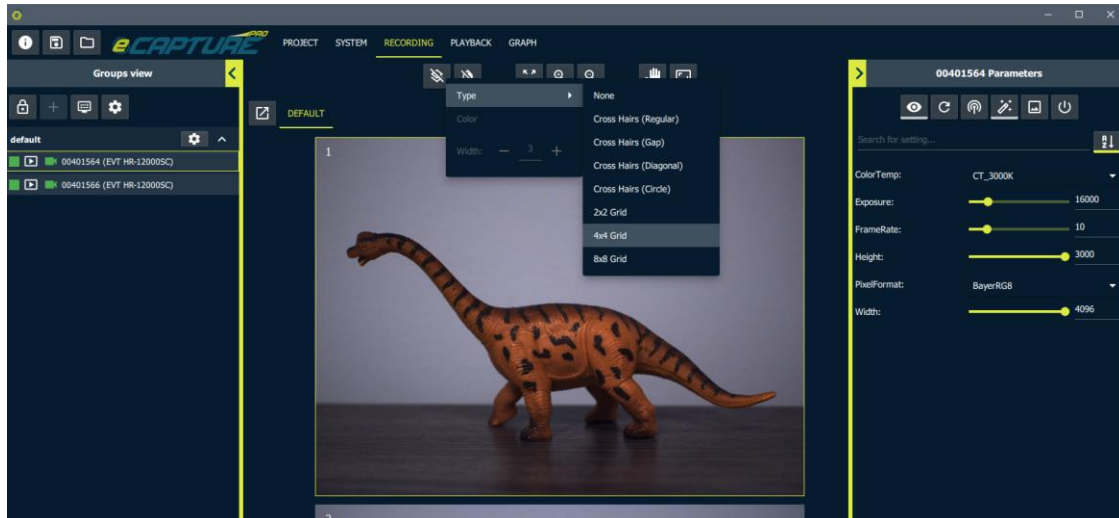 eCAPTURE PRO
PROJECT SYSTEM RECORDING PLAYBACK GRAPH
Groups view
00401564 Parameters
default
00401564 (EVT HR-12000SC)
00401566 (EVT HR-12000SC)
DEFAULT
1
Type
Color
Width: 3
None
Cross Hairs (Regular)
Cross Hairs (Gap)
Cross Hairs (Diagonal)
Cross Hairs (Circle)
2x2 Grid
4x4 Grid
8x8 Grid
Search for setting...
ColorTemp: CT_3000K
Exposure: 16000
FrameRate: 10
Height: 3000
PixelFormat: BayerRG8
Width: 4096